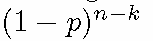 (1 − p)^{n−k}